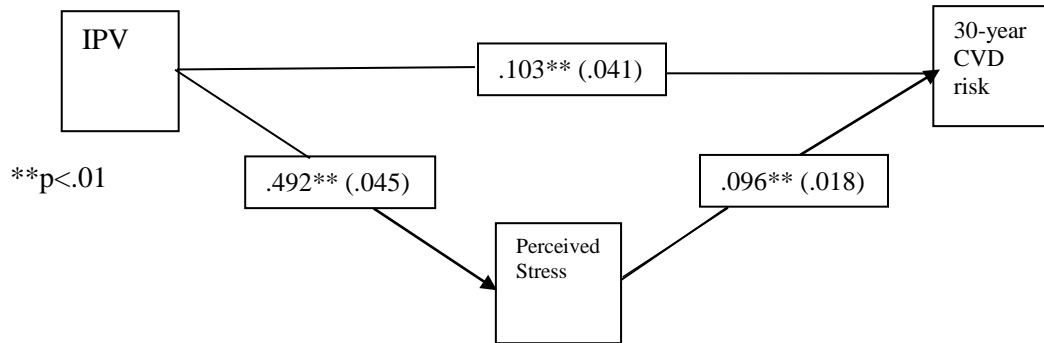 IPV
30-year
CVD
risk
.103** (.041)
**p<.01
.492** (.045)
.096** (.018)
Perceived
Stress